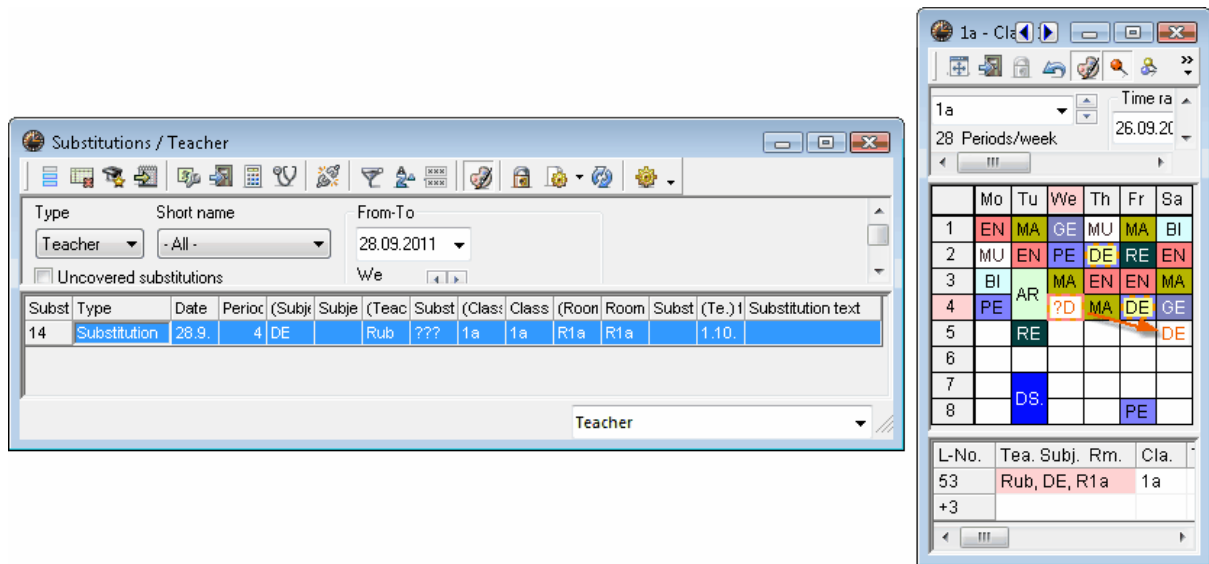 Substitutions / Teacher
Type Short name From-To
Teacher - All - 28.09.2011
Uncovered substitutions We
Subst Type Date Perioc (Subje Subje (Teac Subst (Clas: Class (Roon Room Subst (Te.) Substitution text
14 Substitution 28.9. 4 DE Rub ??? 1a 1a R1a R1a 1.10.
Teacher
1a - Cla
1a Time ra
28 Periods/week 26.09.20
Mo Tu We Th Fr Sa
1 EN MA GE MU MA BI
2 MU EN PE DE RE EN
3 BI AR MA EN EN MA
4 PE ?D MA DE GE
5 RE DE
6
7 DS.
8 PE
L-No. Tea. Subj. Rm. Cla.
53 Rub, DE, R1a 1a
+3